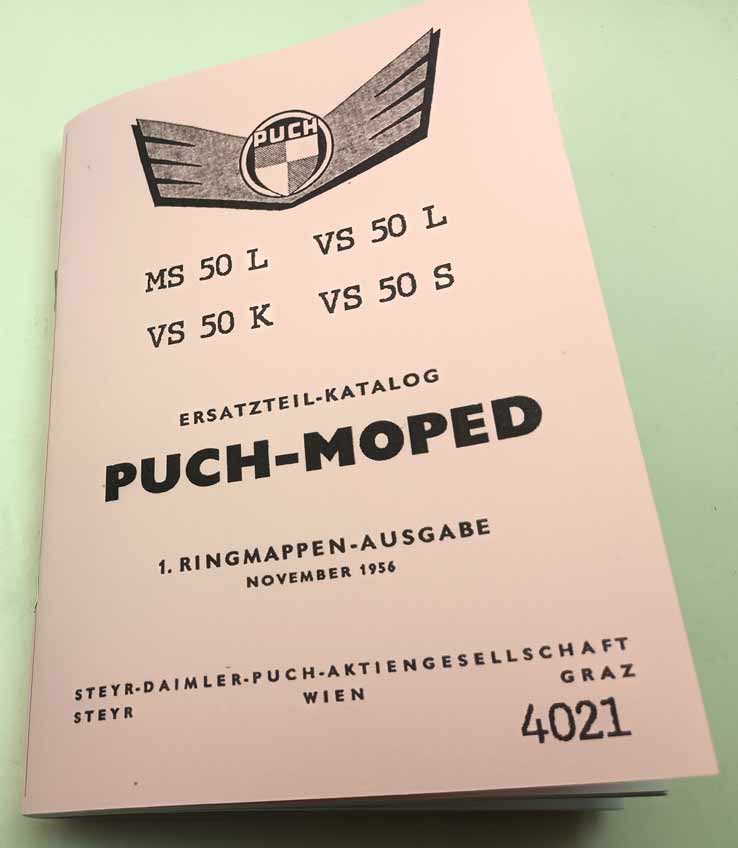 PUCH
MS 50 L VS 50 L
VS 50 K VS 50 S
ERSATZTEIL-KATALOG
PUCH-MOPED
1. RINGMAPPEN-AUSGABE
NOVEMBER 1956
STEYR-DAIMLER-PUCH-AKTIENGESELLSCHAFT
STEYR WIEN GRAZ
4021